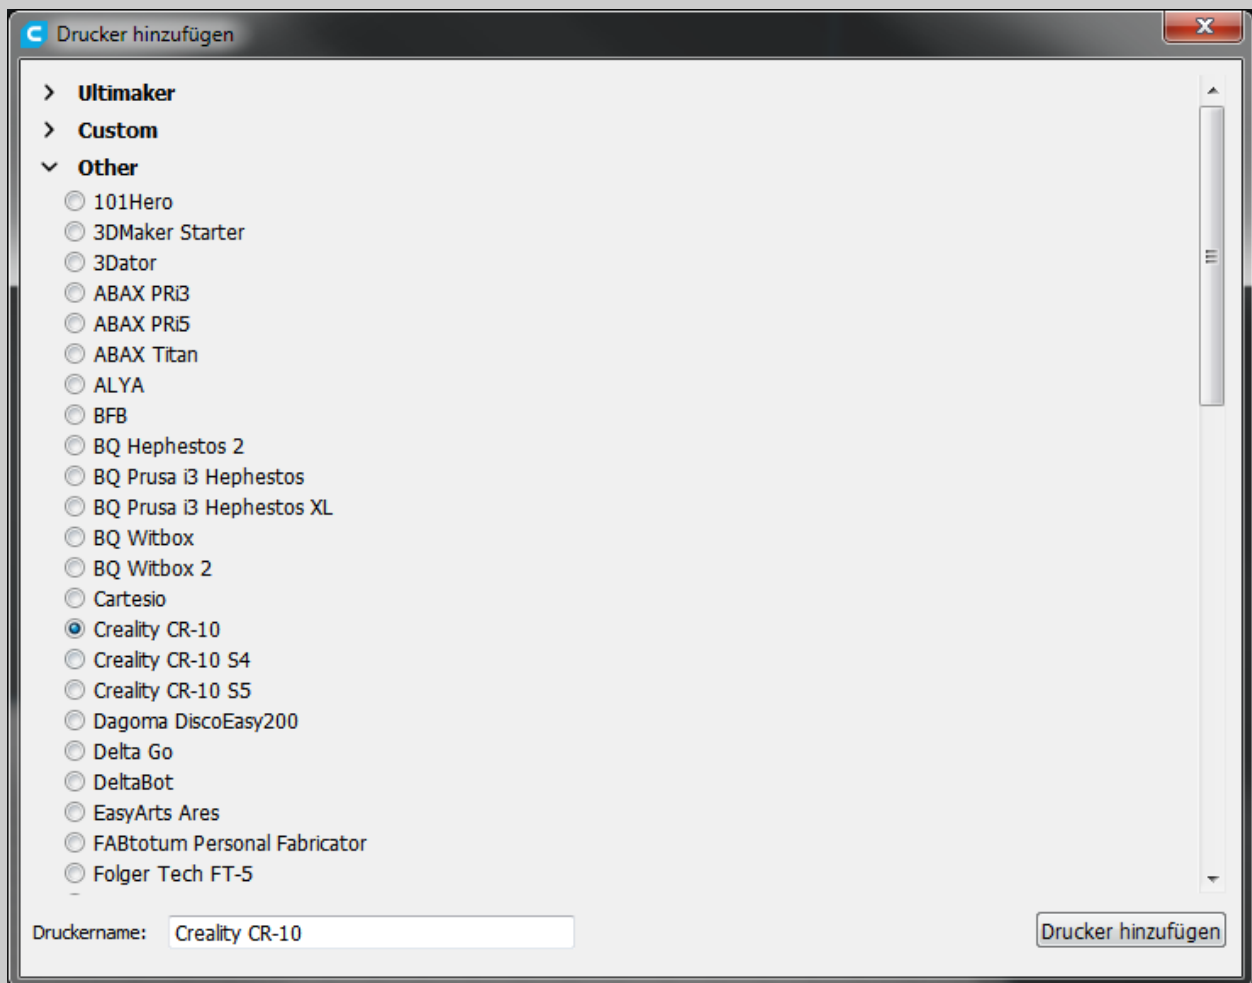 Drucker hinzufügen
Ultimaker
Custom
Other
101Hero
3DMaker Starter
3Dator
ABAX PRi3
ABAX PRi5
ABAX Titan
ALYA
BFB
BQ Hephestos 2
BQ Prusa i3 Hephestos
BQ Prusa i3 Hephestos XL
BQ Witbox
BQ Witbox 2
Cartesio
Creality CR-10
Creality CR-10 S4
Creality CR-10 S5
Dagoma DiscoEasy200
Delta Go
DeltaBot
EasyArts Ares
FABtotum Personal Fabricator
Folger Tech FT-5
Druckername: Creality CR-10 Drucker hinzufügen